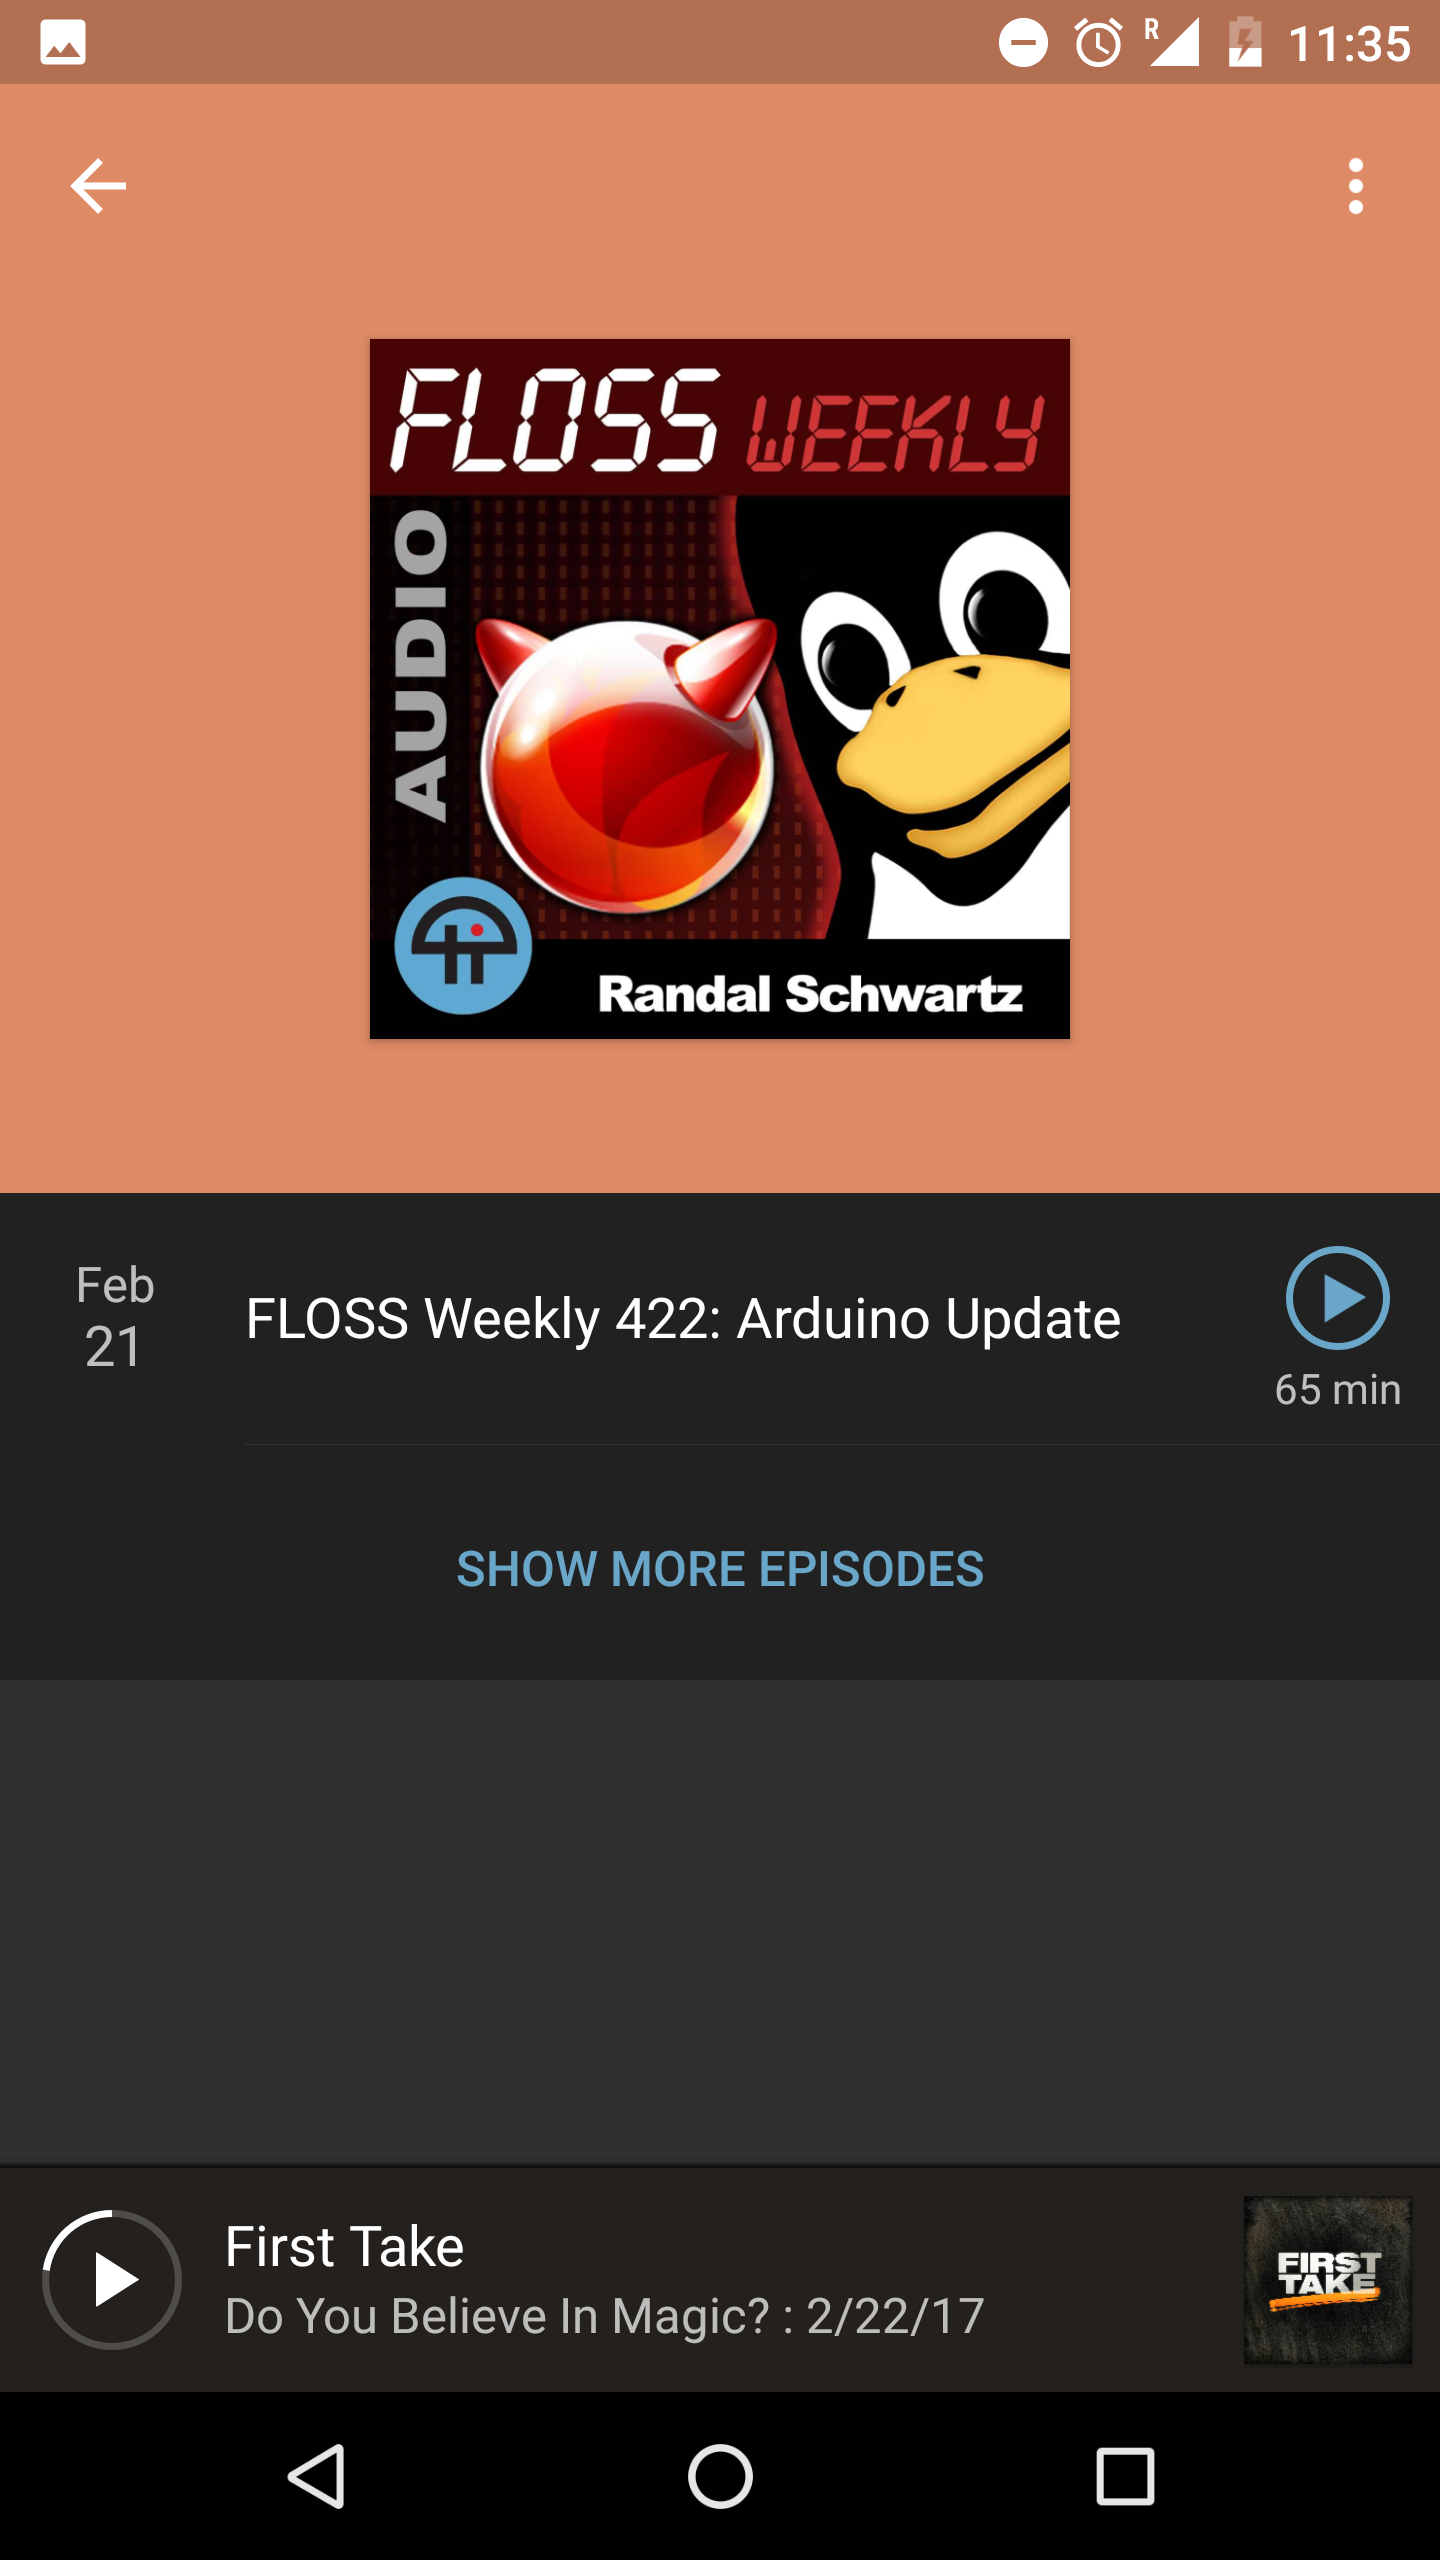 R 11:35
FLOSS WEEKLY
AUDIO
Randal Schwartz
Feb
21
FLOSS Weekly 422: Arduino Update
65 min
SHOW MORE EPISODES
First Take
Do You Believe In Magic? : 2/22/17
FIRST
TAKE